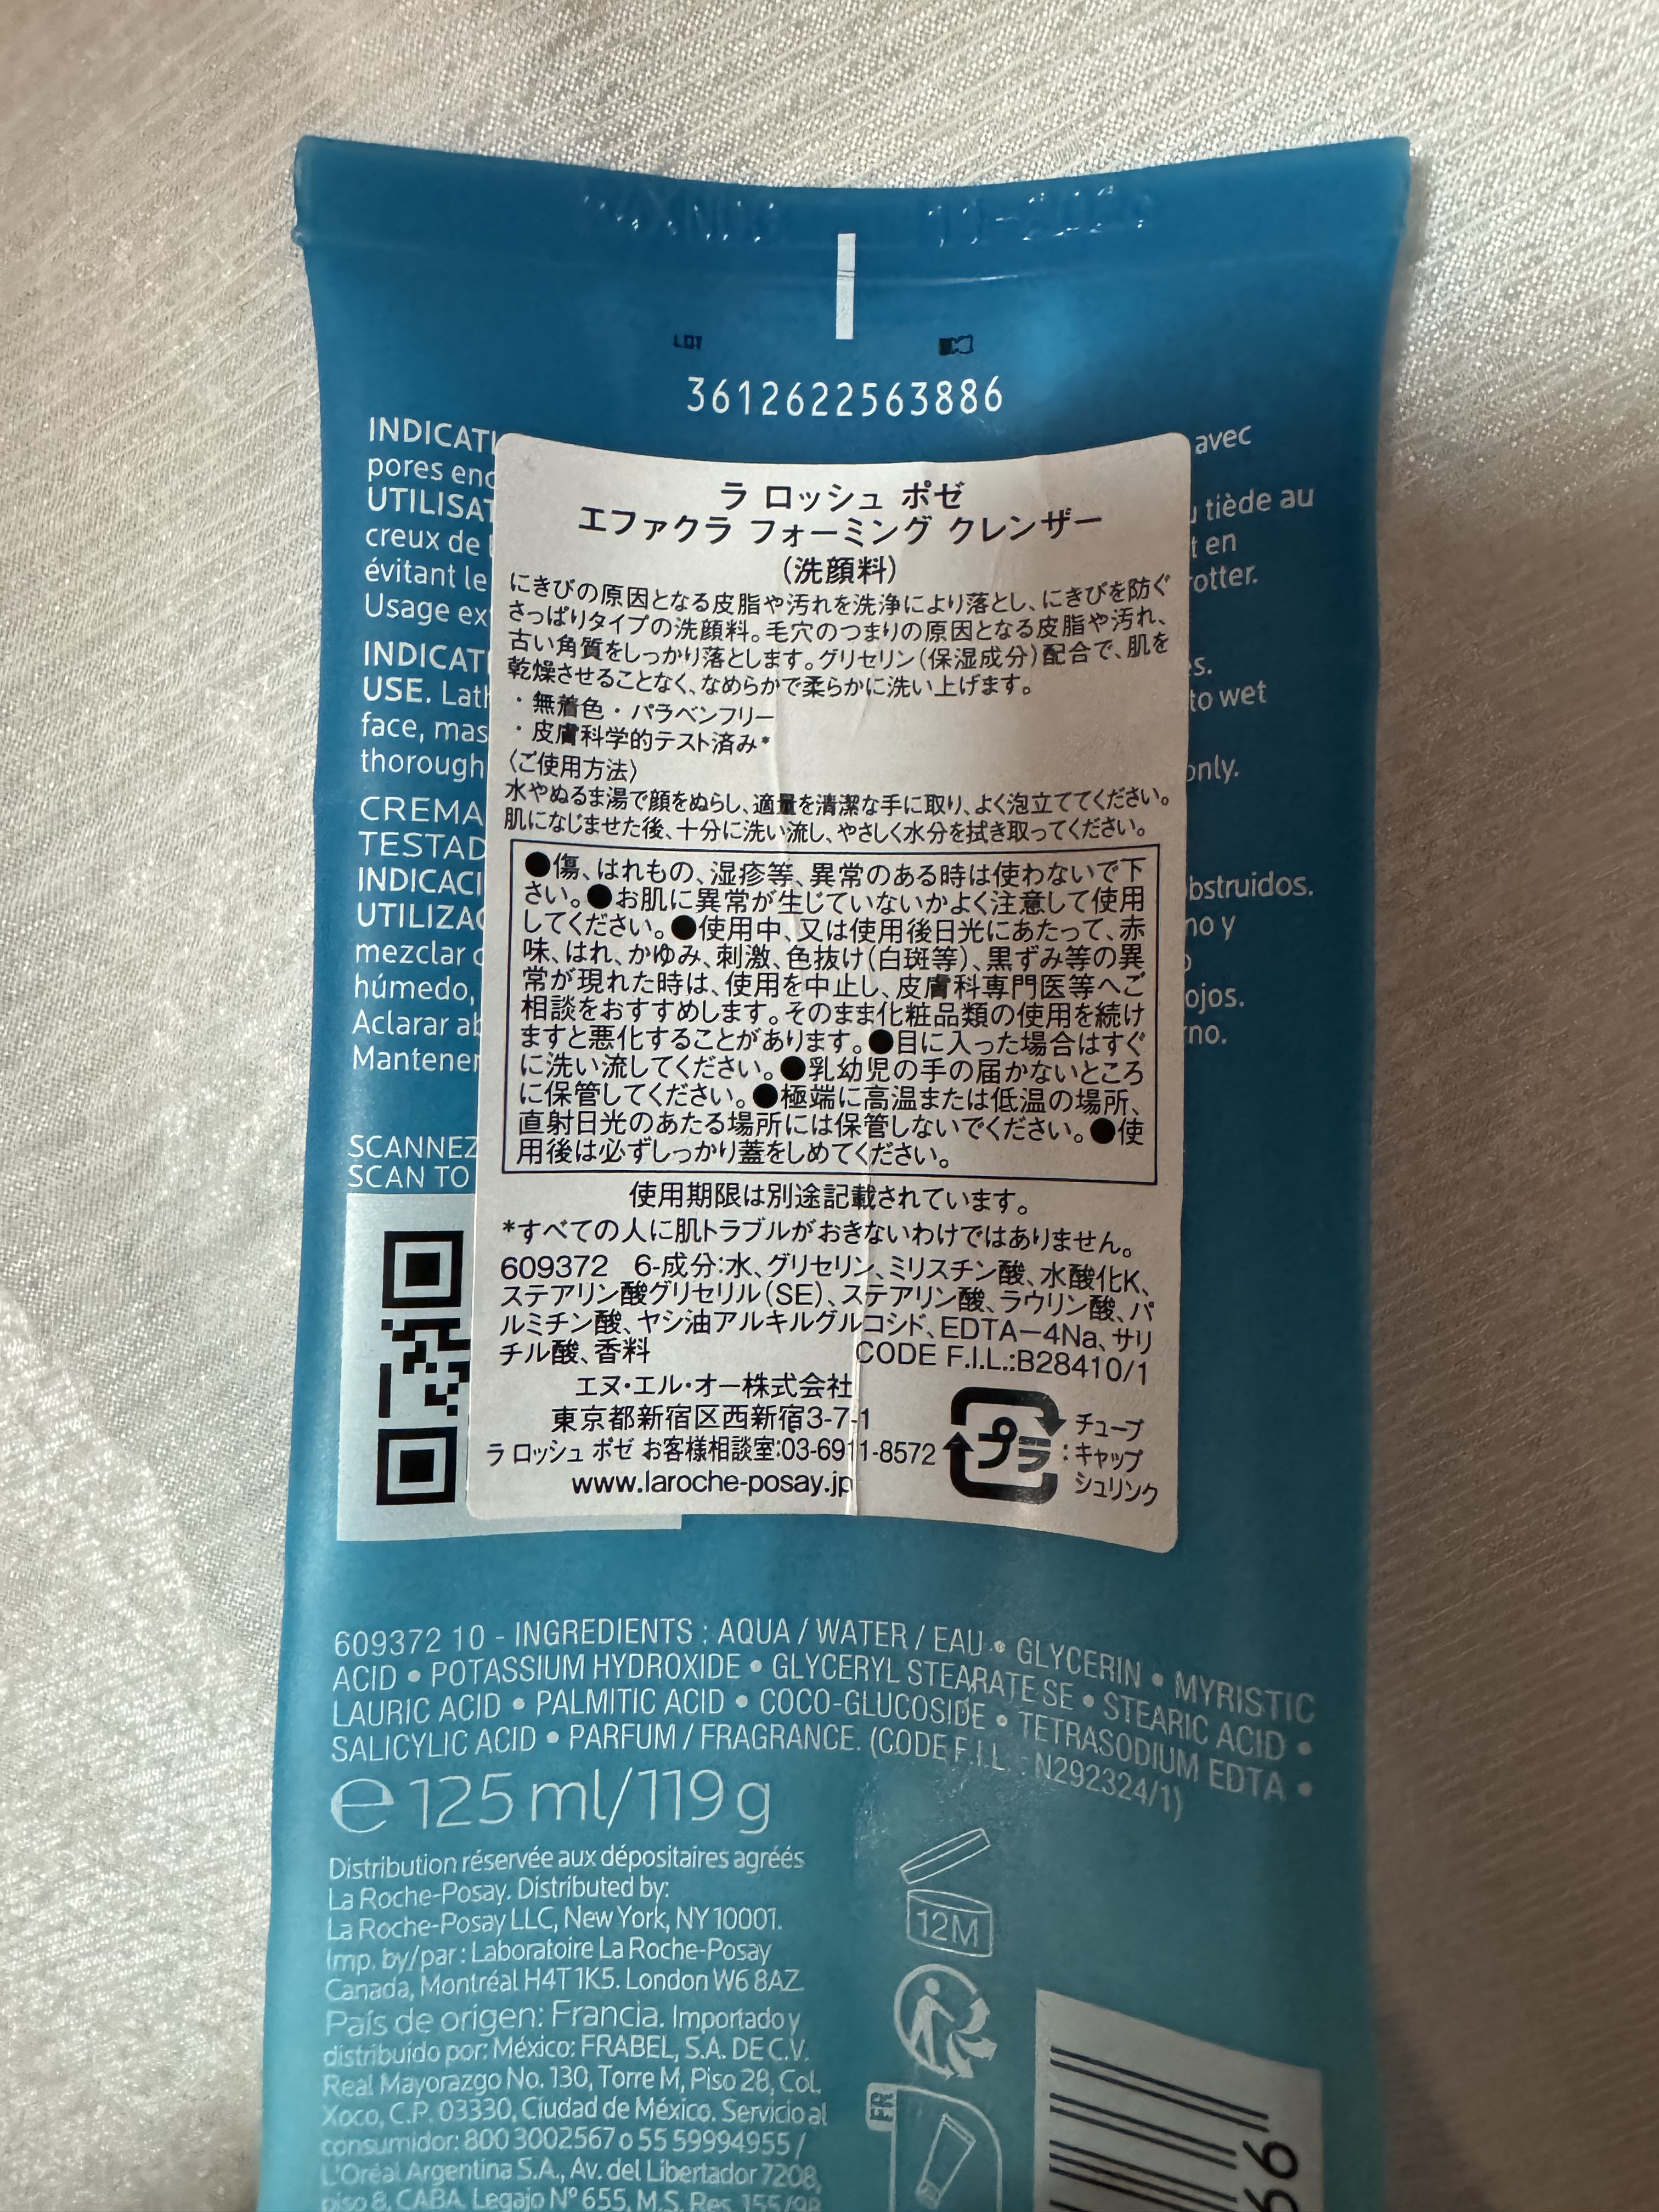 11-202
LOT
3612622563886
INDICATI
avec
pores enc
UTILISAT
tiède au
creux de
t en
évitant le
otter.
Usage ex
INDICATI
s.
USE. Lath
to wet
face, mas
thorough
only.
CREMA
TESTAD
INDICACI
bstruidos.
UTILIZAC
no y
mezclar c
o
húmedo,
ojos.
Aclarar ab
no.
Mantener
SCANNEZ
SCAN TO
ラ ロッシュ ポゼ
エファクラ フォーミング クレンザー
(洗顔料)
にきびの原因となる皮脂や汚れを洗浄により落とし、にきびを防ぐ
さっぱりタイプの洗顔料。毛穴のつまりの原因となる皮脂や汚れ、
古い角質をしっかり落とします。グリセリン(保湿成分)配合で、肌を
乾燥させることなく、なめらかで柔らかに洗い上げます。
・無着色・パラベンフリー
・皮膚科学的テスト済み*
〈ご使用方法〉
水やぬるま湯で顔をぬらし、適量を清潔な手に取り、よく泡立ててください。
肌になじませた後、十分に洗い流し、やさしく水分を拭き取ってください。
●傷、はれもの、湿疹等、異常のある時は使わないで下
さい。●お肌に異常が生じていないかよく注意して使用
してください。●使用中、又は使用後日光にあたって、赤
味、はれ、かゆみ、刺激、色抜け(白斑等)、黒ずみ等の異
常が現れた時は、使用を中止し、皮膚科専門医等へご
相談をおすすめします。そのまま化粧品類の使用を続け
ますと悪化することがあります。●目に入った場合はすぐ
に洗い流してください。●乳幼児の手の届かないところ
に保管してください。●極端に高温または低温の場所、
直射日光のあたる場所には保管しないでください。●使
用後は必ずしっかり蓋をしめてください。
使用期限は別途記載されています。
*すべての人に肌トラブルがおきないわけではありません。
609372 6-成分:水、グリセリン、ミリスチン酸、水酸化K、
ステアリン酸グリセリル(SE)、ステアリン酸、ラウリン酸、パ
ルミチン酸、ヤシ油アルキルグルコシド、EDTA－4Na、サリ
チル酸、香料 CODE F.I.L.:B28410/1
エヌ・エル・オー株式会社
東京都新宿区西新宿3-7-1
ラ ロッシュ ポゼ お客様相談室:03-6911-8572
www.laroche-posay.jp
プラ
チューブ
:キャップ
シュリンク
609372 10 - INGREDIENTS : AQUA / WATER / EAU • GLYCERIN • MYRISTIC
ACID • POTASSIUM HYDROXIDE • GLYCERYL STEARATE SE • STEARIC ACID •
LAURIC ACID • PALMITIC ACID • COCO-GLUCOSIDE • TETRASODIUM EDTA •
SALICYLIC ACID • PARFUM / FRAGRANCE. (CODE F.I.L. : N292324/1)
e 125 ml/119 g
Distribution réservée aux dépositaires agréés
La Roche-Posay. Distributed by:
La Roche-Posay LLC, New York, NY 10001.
Imp. by/par : Laboratoire La Roche-Posay
Canada, Montréal H4T 1K5. London W6 8AZ
País de origen: Francia. Importado y
distribuido por: México: FRABEL, S.A. DE C.V.
Real Mayorazgo No. 130, Torre M, Piso 28, Col.
Xoco, C.P. 03330, Ciudad de México. Servicio al
consumidor: 800 3002567 o 55 59994955 /
L'Oréal Argentina S.A., Av. del Libertador 7208,
piso 8, CABA. Legajo N° 655, M.S. Res. 155/98
12M
FR
66